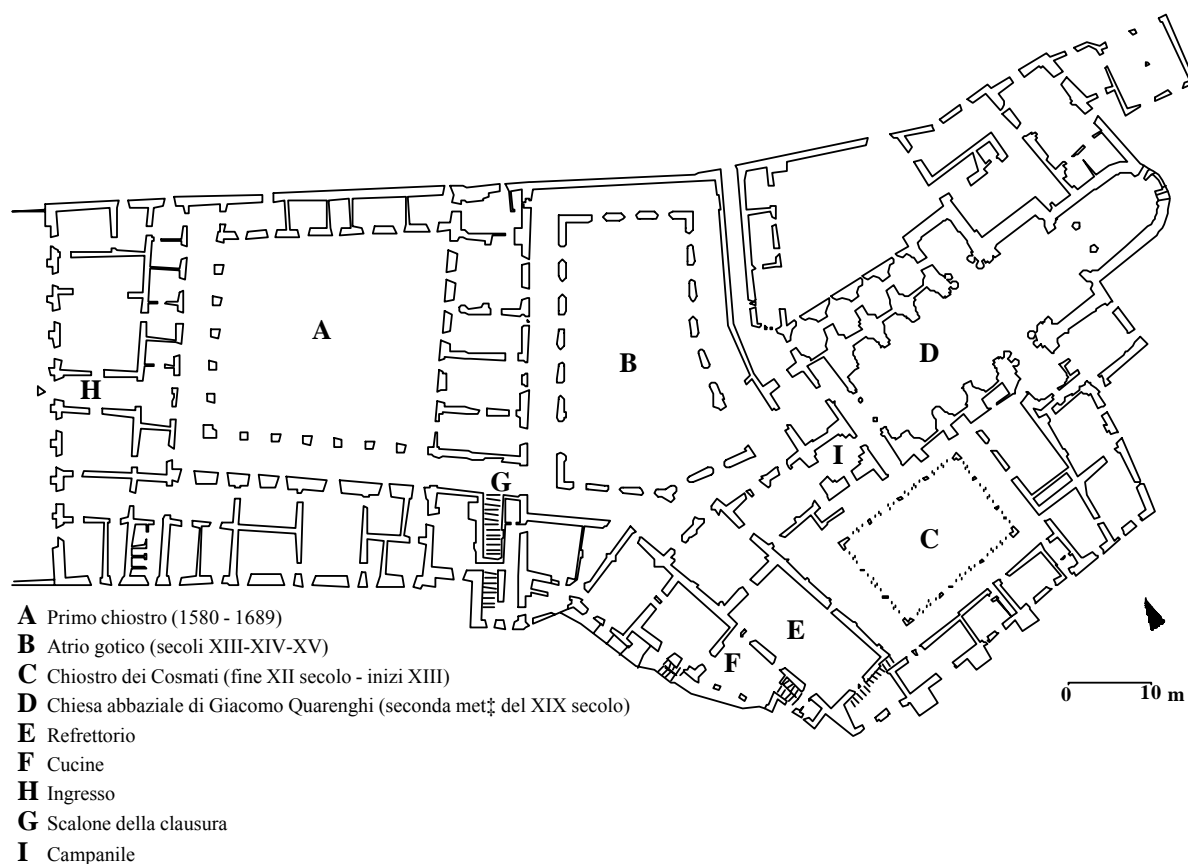 A
B
D
H
I
G
C
E
F
0 10 m
A Primo chiostro (1580 - 1689)
B Atrio gotico (secoli XIII-XIV-XV)
C Chiostro dei Cosmati (fine XII secolo - inizi XIII)
D Chiesa abbaziale di Giacomo Quarenghi (seconda met‡ del XIX secolo)
E Refrettorio
F Cucine
H Ingresso
G Scalone della clausura
I Campanile